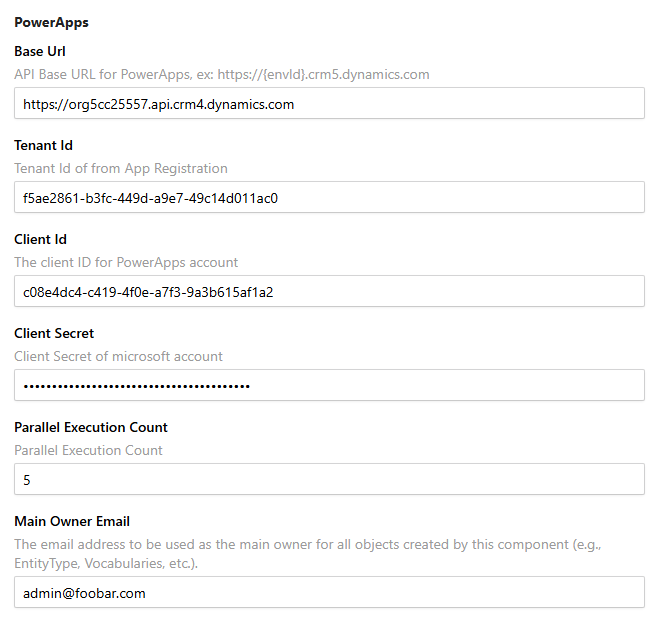 PowerApps
Base Url
API Base URL for PowerApps, ex: https://{envId}.crm5.dynamics.com
https://org5cc25557.api.crm4.dynamics.com
Tenant Id
Tenant Id of from App Registration
f5ae2861-b3fc-449d-a9e7-49c14d011ac0
Client Id
The client ID for PowerApps account
c08e4dc4-c419-4f0e-a7f3-9a3b615af1a2
Client Secret
Client Secret of microsoft account
••••••••••••••••••••••••••••••••••••••••
Parallel Execution Count
Parallel Execution Count
5
Main Owner Email
The email address to be used as the main owner for all objects created by this component (e.g.,
EntityType, Vocabularies, etc.).
admin@foobar.com